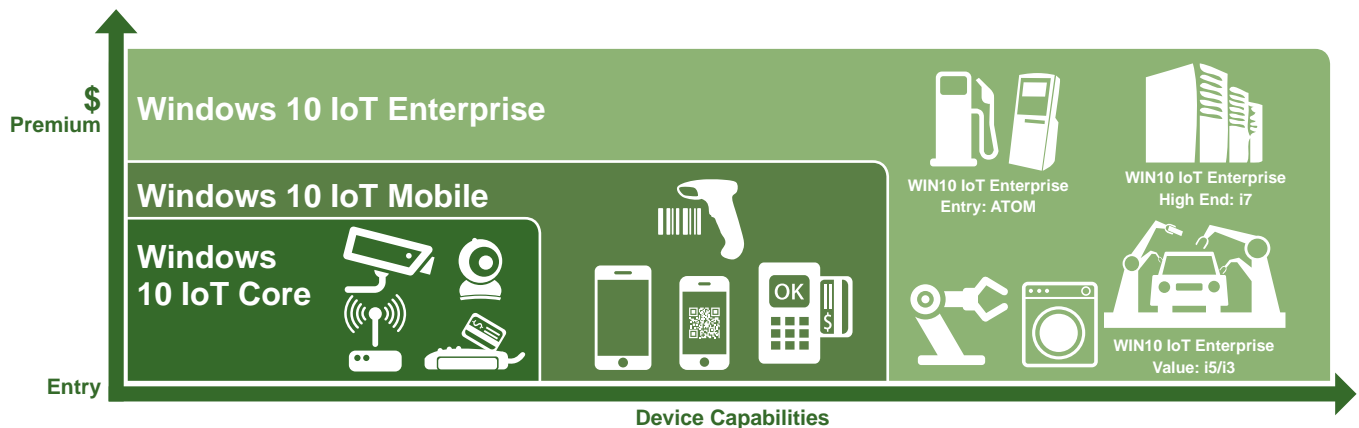 $
Premium
Windows 10 IoT Enterprise
WIN10 IoT Enterprise
Entry: ATOM
WIN10 IoT Enterprise
High End: i7
Windows 10 IoT Mobile
Windows
10 IoT Core
OK
$
$
WIN10 IoT Enterprise
Value: i5/i3
Entry
Device Capabilities